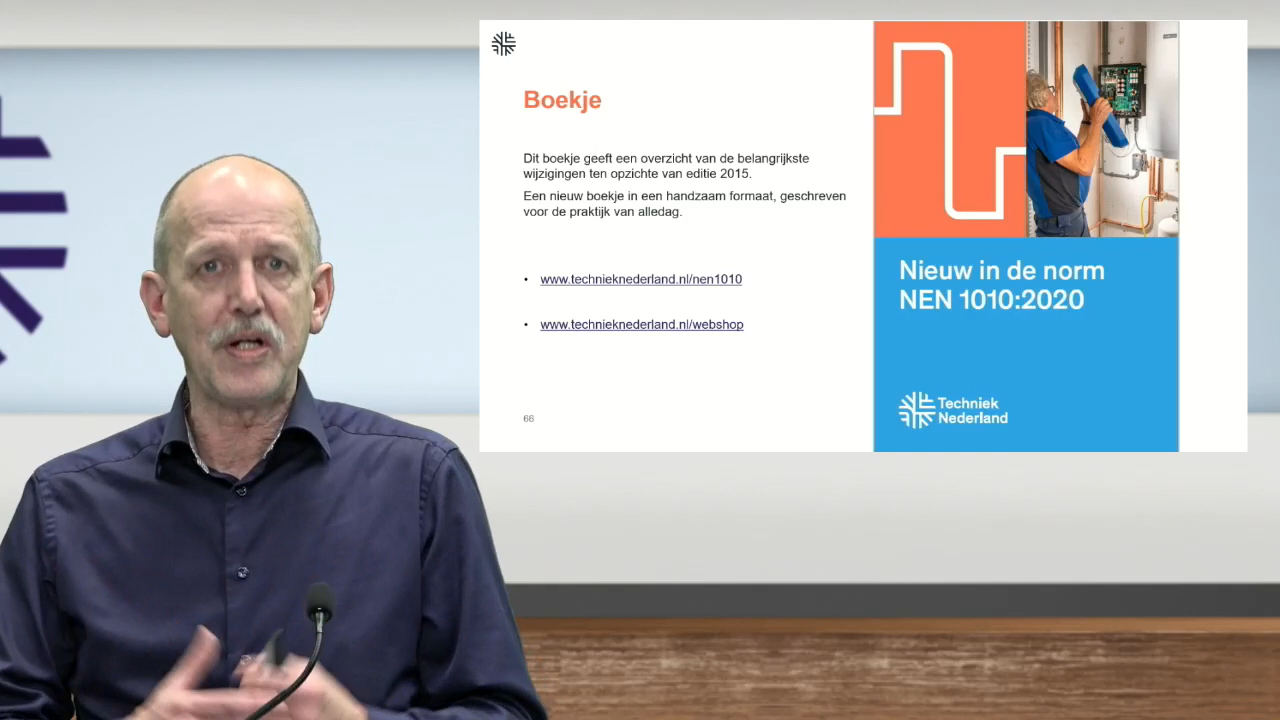 Boekje
Dit boekje geeft een overzicht van de belangrijkste
wijzigingen ten opzichte van editie 2015.
Een nieuw boekje in een handzaam formaat, geschreven
voor de praktijk van alledag.
• www.technieknederland.nl/nen1010
• www.technieknederland.nl/webshop
66
Nieuw in de norm
NEN 1010:2020
Techniek
Nederland